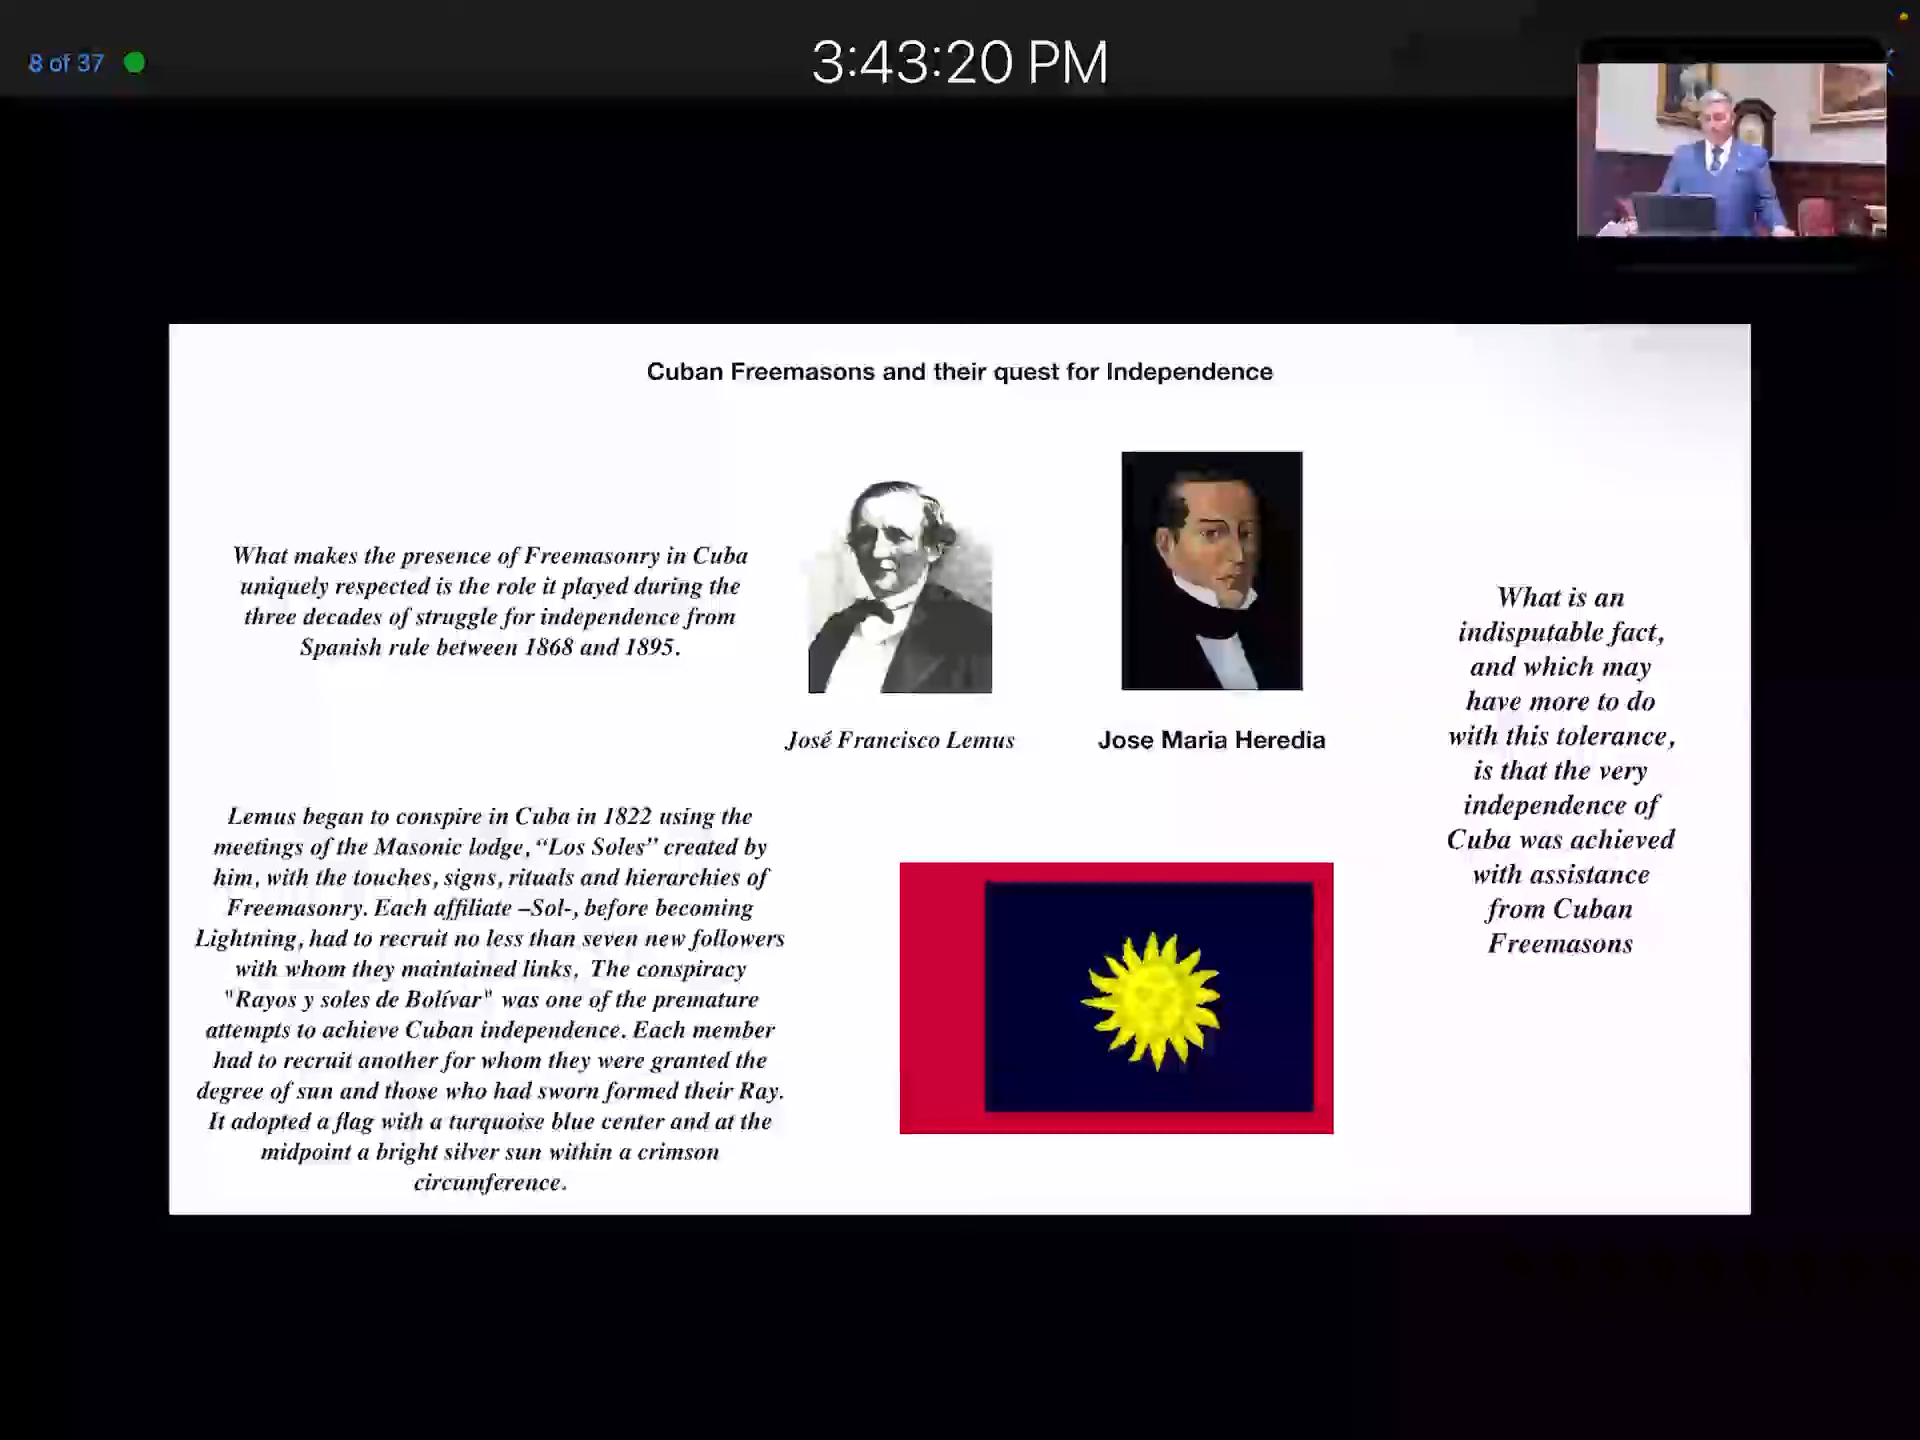 8 of 37
3:43:20 PM
Cuban Freemasons and their quest for Independence
What makes the presence of Freemasonry in Cuba
uniquely respected is the role it played during the
three decades of struggle for independence from
Spanish rule between 1868 and 1895.
José Francisco Lemus
Jose Maria Heredia
Lemus began to conspire in Cuba in 1822 using the
meetings of the Masonic lodge, “Los Soles” created by
him, with the touches, signs, rituals and hierarchies of
Freemasonry. Each affiliate –Sol-, before becoming
Lightning, had to recruit no less than seven new followers
with whom they maintained links, The conspiracy
"Rayos y soles de Bolívar" was one of the premature
attempts to achieve Cuban independence. Each member
had to recruit another for whom they were granted the
degree of sun and those who had sworn formed their Ray.
It adopted a flag with a turquoise blue center and at the
midpoint a bright silver sun within a crimson
circumference.
What is an
indisputable fact,
and which may
have more to do
with this tolerance,
is that the very
independence of
Cuba was achieved
with assistance
from Cuban
Freemasons